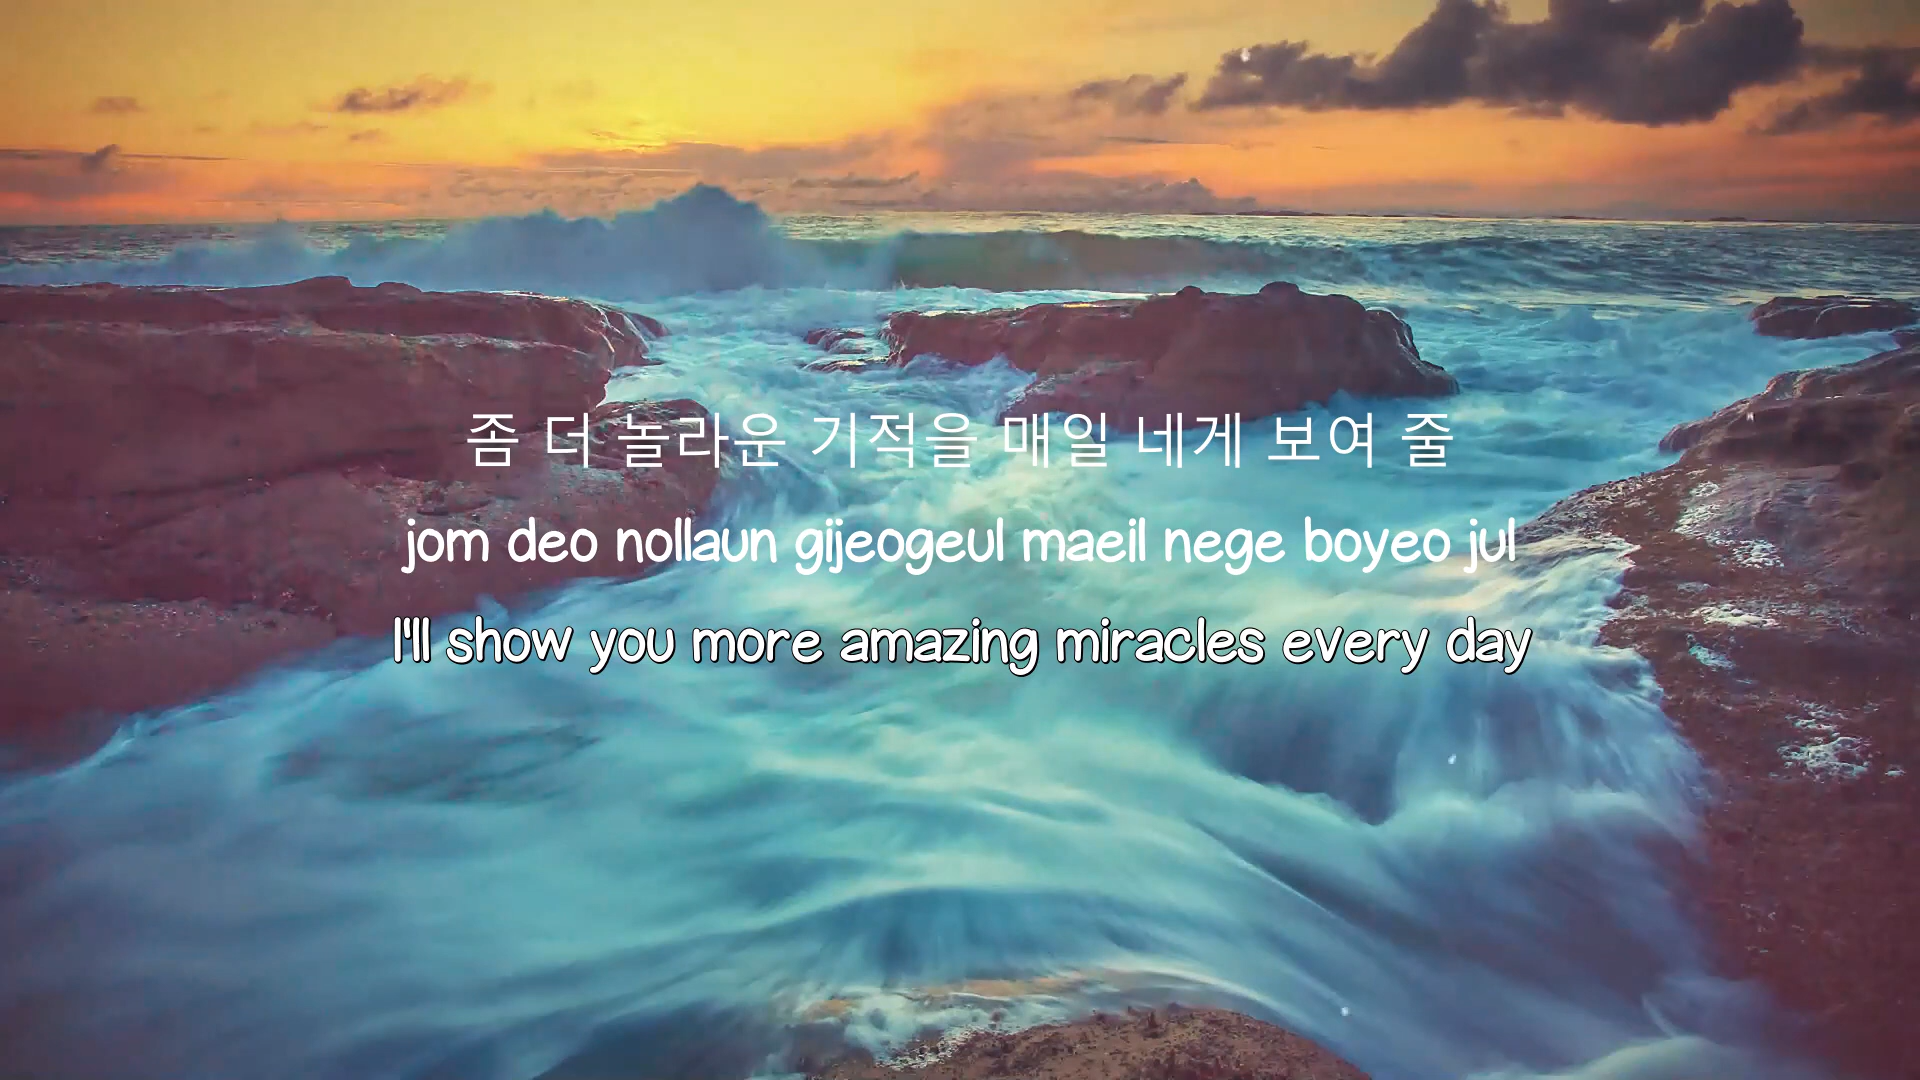 좀 더 놀라운 기적을 매일 네게 보여 줄
jom deo nollaun gijeogeul maeil nege boyeo jul
I'll show you more amazing miracles every day